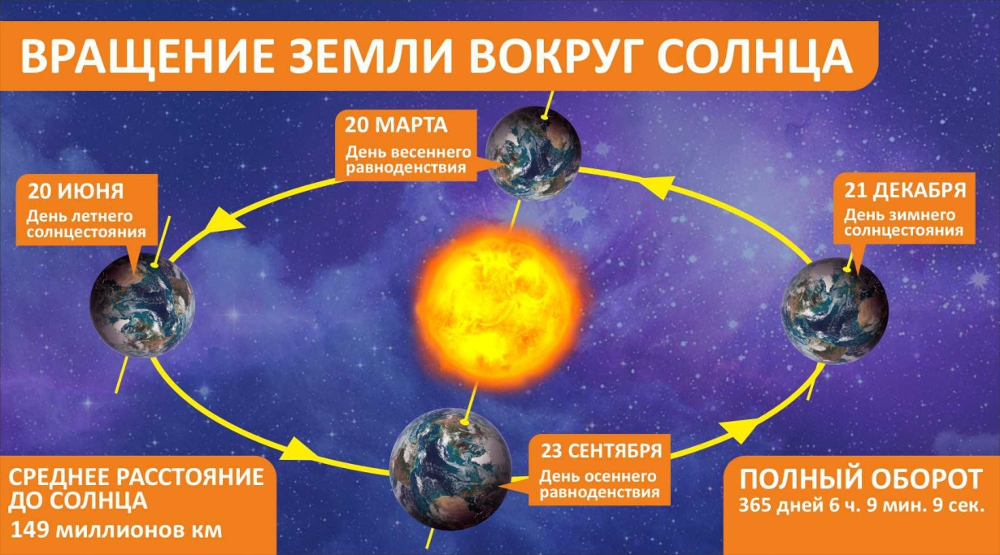 ВРАЩЕНИЕ ЗЕМЛИ ВОКРУГ СОЛНЦА
20 МАРТА
День весеннего
равноденствия
20 ИЮНЯ
День летнего
солнцестояния
21 ДЕКАБРЯ
День зимнего
солнцестояния
23 СЕНТЯБРЯ
День осеннего
равноденствия
СРЕДНЕЕ РАССТОЯНИЕ
ДО СОЛНЦА
149 миллионов км
ПОЛНЫЙ ОБОРОТ
365 дней 6 ч. 9 мин. 9 сек.